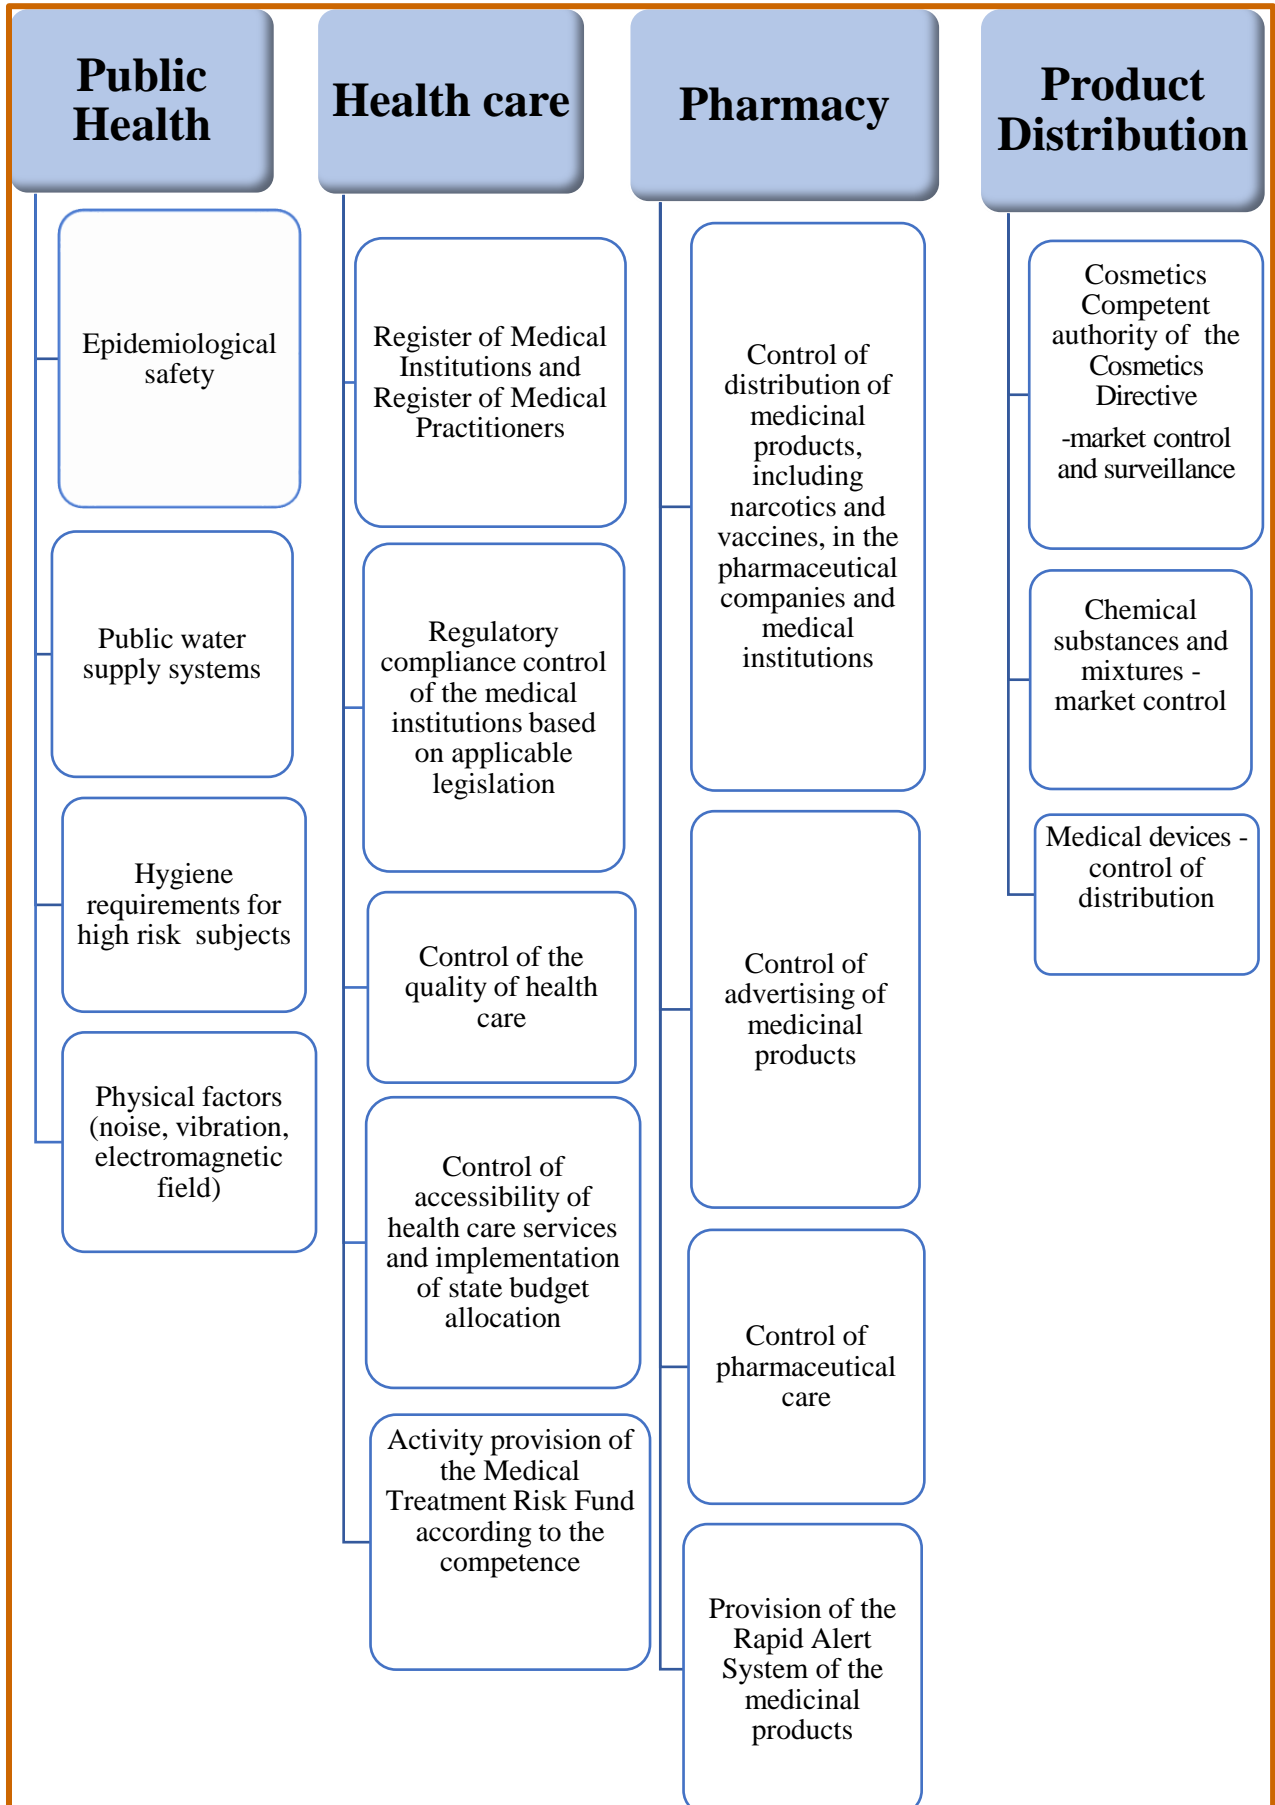 Public
Health
Epidemiological
safety
Public water
supply systems
Hygiene
requirements for
high risk  subjects
Physical factors
(noise, vibration,
electromagnetic
field)
Health care
Register of Medical
Institutions and
Register of Medical
Practitioners
Regulatory
compliance control
of the medical
institutions based
on applicable
legislation
Control of the
quality of health
care
Control of
accessibility of
health care services
and implementation
of state budget
allocation
Activity provision of
the Medical
Treatment Risk Fund
according to the
competence
Pharmacy
Control of
distribution of
medicinal
products,
including
narcotics and
vaccines, in the
pharmaceutical
companies and
medical
institutions
Control of
advertising of
medicinal
products
Control of
pharmaceutical
care
Provision of the
Rapid Alert
System of the
medicinal
products
Product
Distribution
Cosmetics
Competent
authority of  the
Cosmetics
Directive
-market control
and surveillance
Chemical
substances and
mixtures -
market control
Medical devices -
control of
distribution